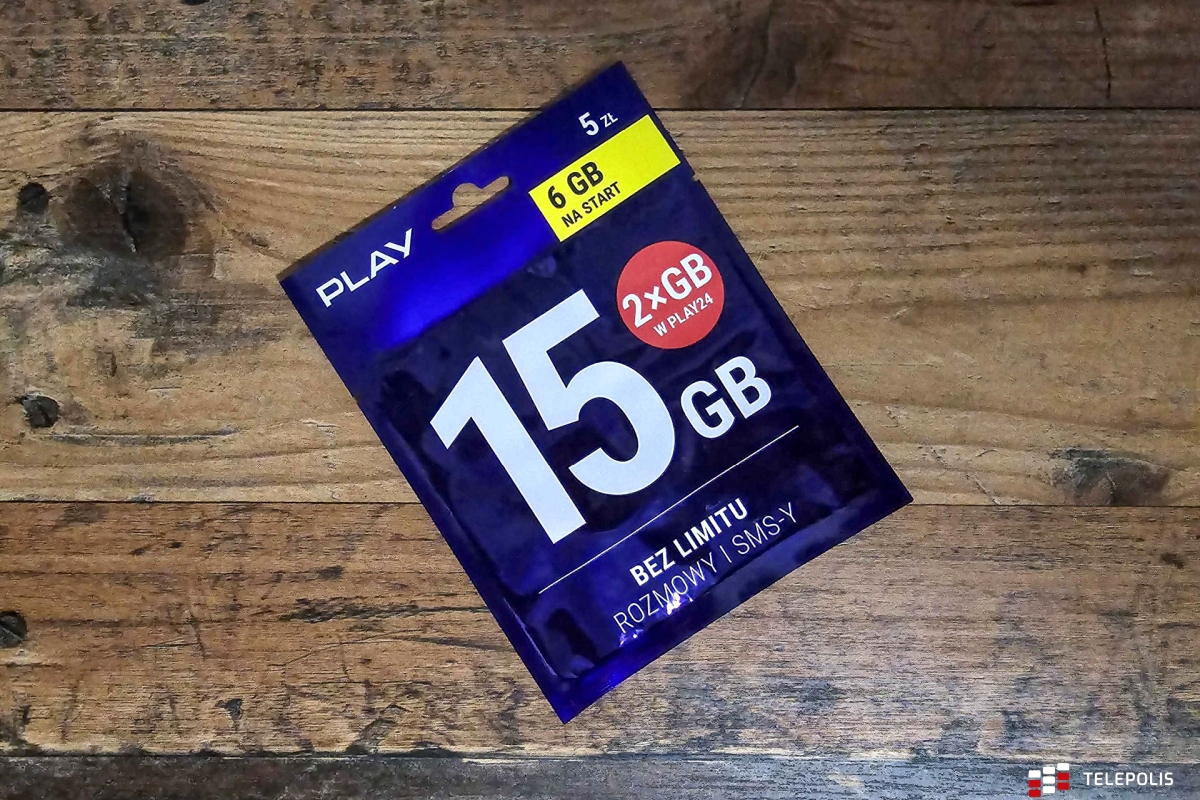 5 ZŁ
6 GB
NA START
PLAY
2×GB
W PLAY24
15 GB
BEZ LIMITU
ROZMOWY I SMS-Y
TELEPOLIS